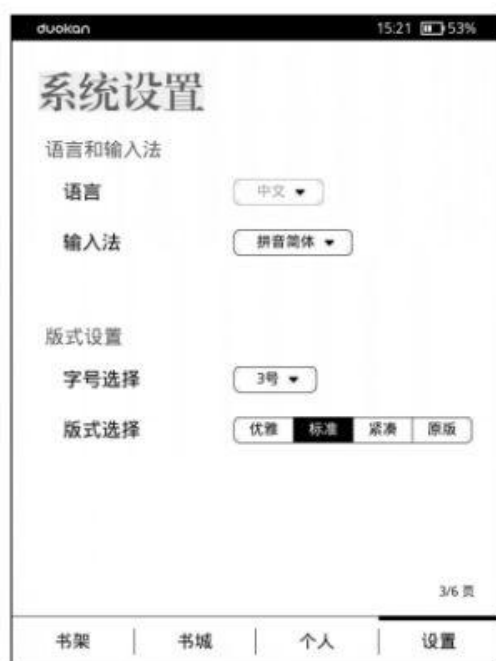 duokan 15:21 53%
系统设置
语言和输入法
语言 中文
输入法 拼音简体
版式设置
字号选择 3号
版式选择 优雅 标准 紧凑 原版
3/6 页
书架 书城 个人 设置